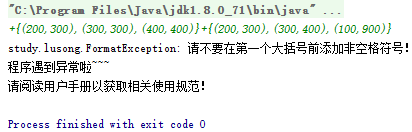 "C:\Program Files\Java\jdk1.8.0_71\bin\java" ...
+{(300,200),(300,300),(400,400)}+{(200,300),(300,400),(100,900)}
study.lusong.FormatException: 请不要在第一个大括号前添加非空格符号！
程序遇到异常啦~~~
请阅读用户手册以获取相关使用规范！
Process finished with exit code 0